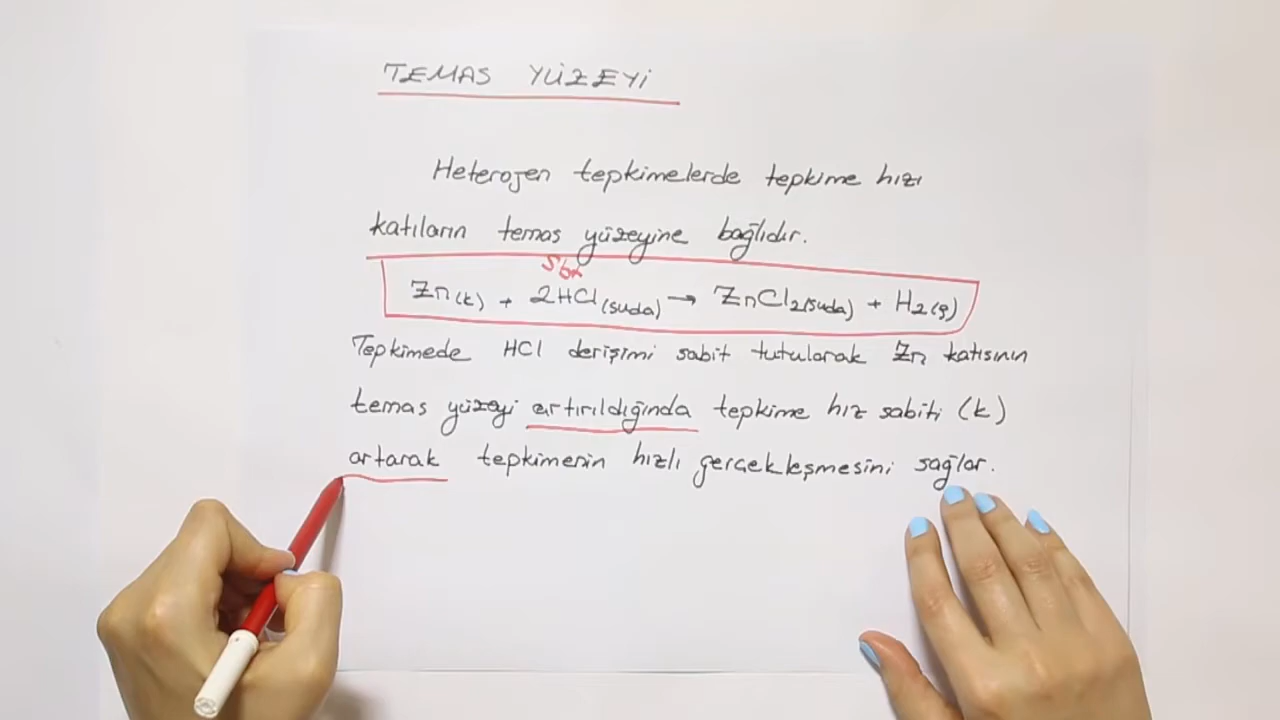 TEMAS YÜZEYİ
Heterojen tepkimelerde tepkime hızı
katıların temas yüzeyine bağlıdır.
Sbt
Zn(k) + 2HCl(suda) → ZnCl2(suda) + H2(g)
Tepkimede HCl derişimi sabit tutularak Zn katısının
temas yüzeyi artırıldığında tepkime hız sabiti (k)
artarak tepkimenin hızlı gerçekleşmesini sağlar.